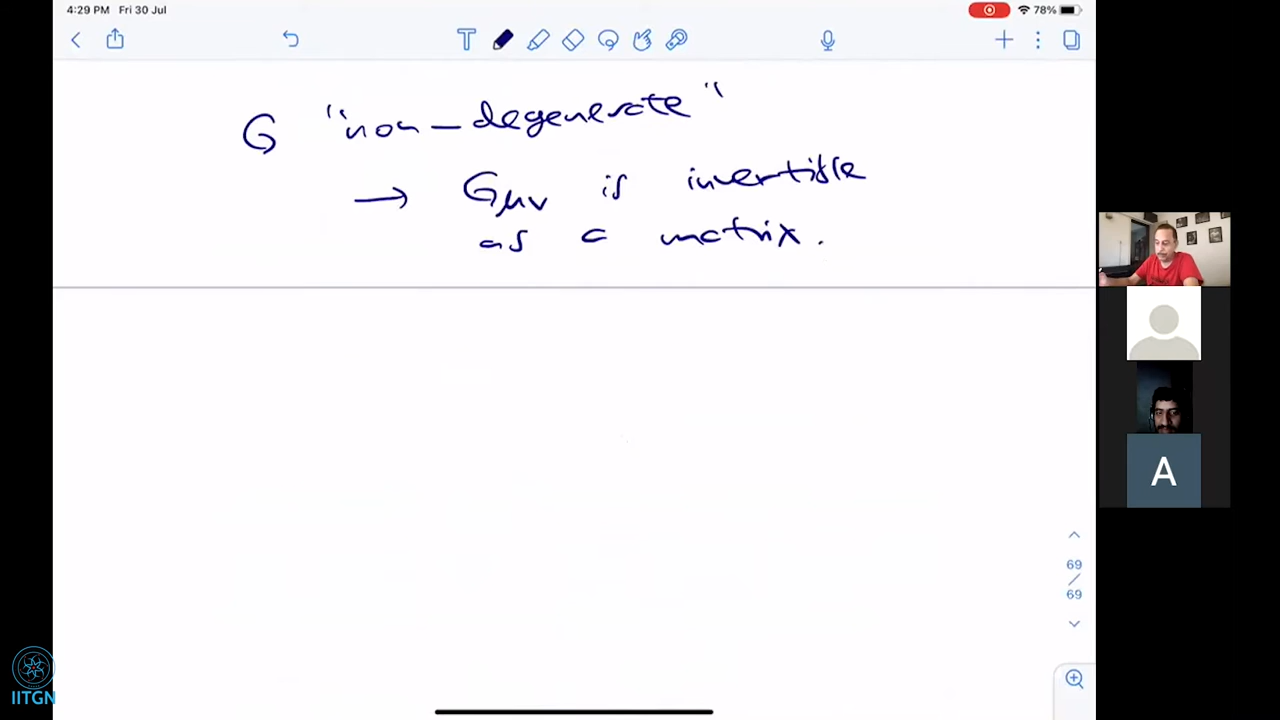 4:29 PM Fri 30 Jul
78%
G "non-degenerate"
→ Gμν is invertible
as a matrix.
69
/
69
A
IITGN